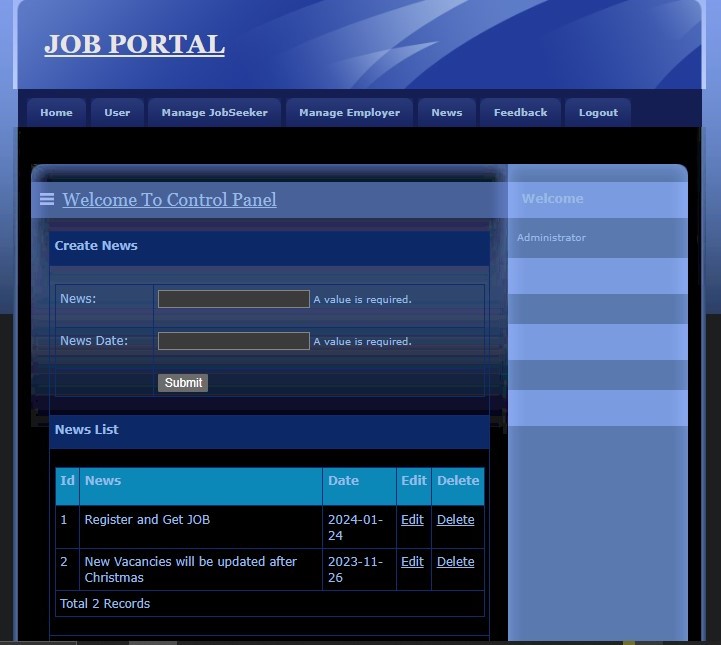 JOB PORTAL
Home User Manage JobSeeker Manage Employer News Feedback Logout
Welcome To Control Panel
Welcome
Administrator
Create News
News: A value is required.
News Date: A value is required.
Submit
News List
Id News Date Edit Delete
1 Register and Get JOB 2024-01-
24 Edit Delete
2 New Vacancies will be updated after
Christmas 2023-11-
26 Edit Delete
Total 2 Records